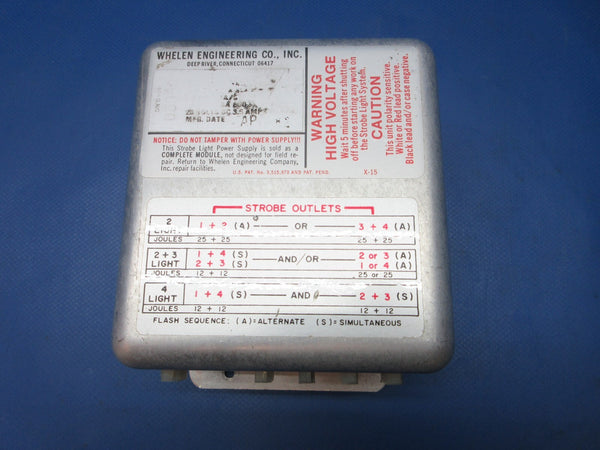 WHELEN ENGINEERING CO., INC.
DEEP RIVER, CONNECTICUT 06417
MFG. DATE AP
NOTICE: DO NOT TAMPER WITH POWER SUPPLY!!!
This Strobe Light Power Supply is sold as a
COMPLETE MODULE, not designed for field re-
pair. Return to Whelen Engineering Company,
Inc. repair facilities.
U.S. PAT. No. 3,515,973 AND PAT. PEND.
WARNING
HIGH VOLTAGE
Wait 5 minutes after shutting
off before starting any work on
the Strobe Light System.
CAUTION
This unit polarity sensitive.
White or Red lead positive.
Black lead and/or case negative.
X-15
STROBE OUTLETS
2 LIGHT 1 + 2 (A) OR 3 + 4 (A)
JOULES 25 + 25 25 + 25
2 + 3 LIGHT 1 + 4 (S) AND/OR 2 or 3 (A)
2 + 3 (S) 1 or 4 (A)
JOULES 12 + 12 25 or 25
4 LIGHT 1 + 4 (S) AND 2 + 3 (S)
JOULES 12 + 12 12 + 12
FLASH SEQUENCE: (A)=ALTERNATE (S)=SIMULTANEOUS